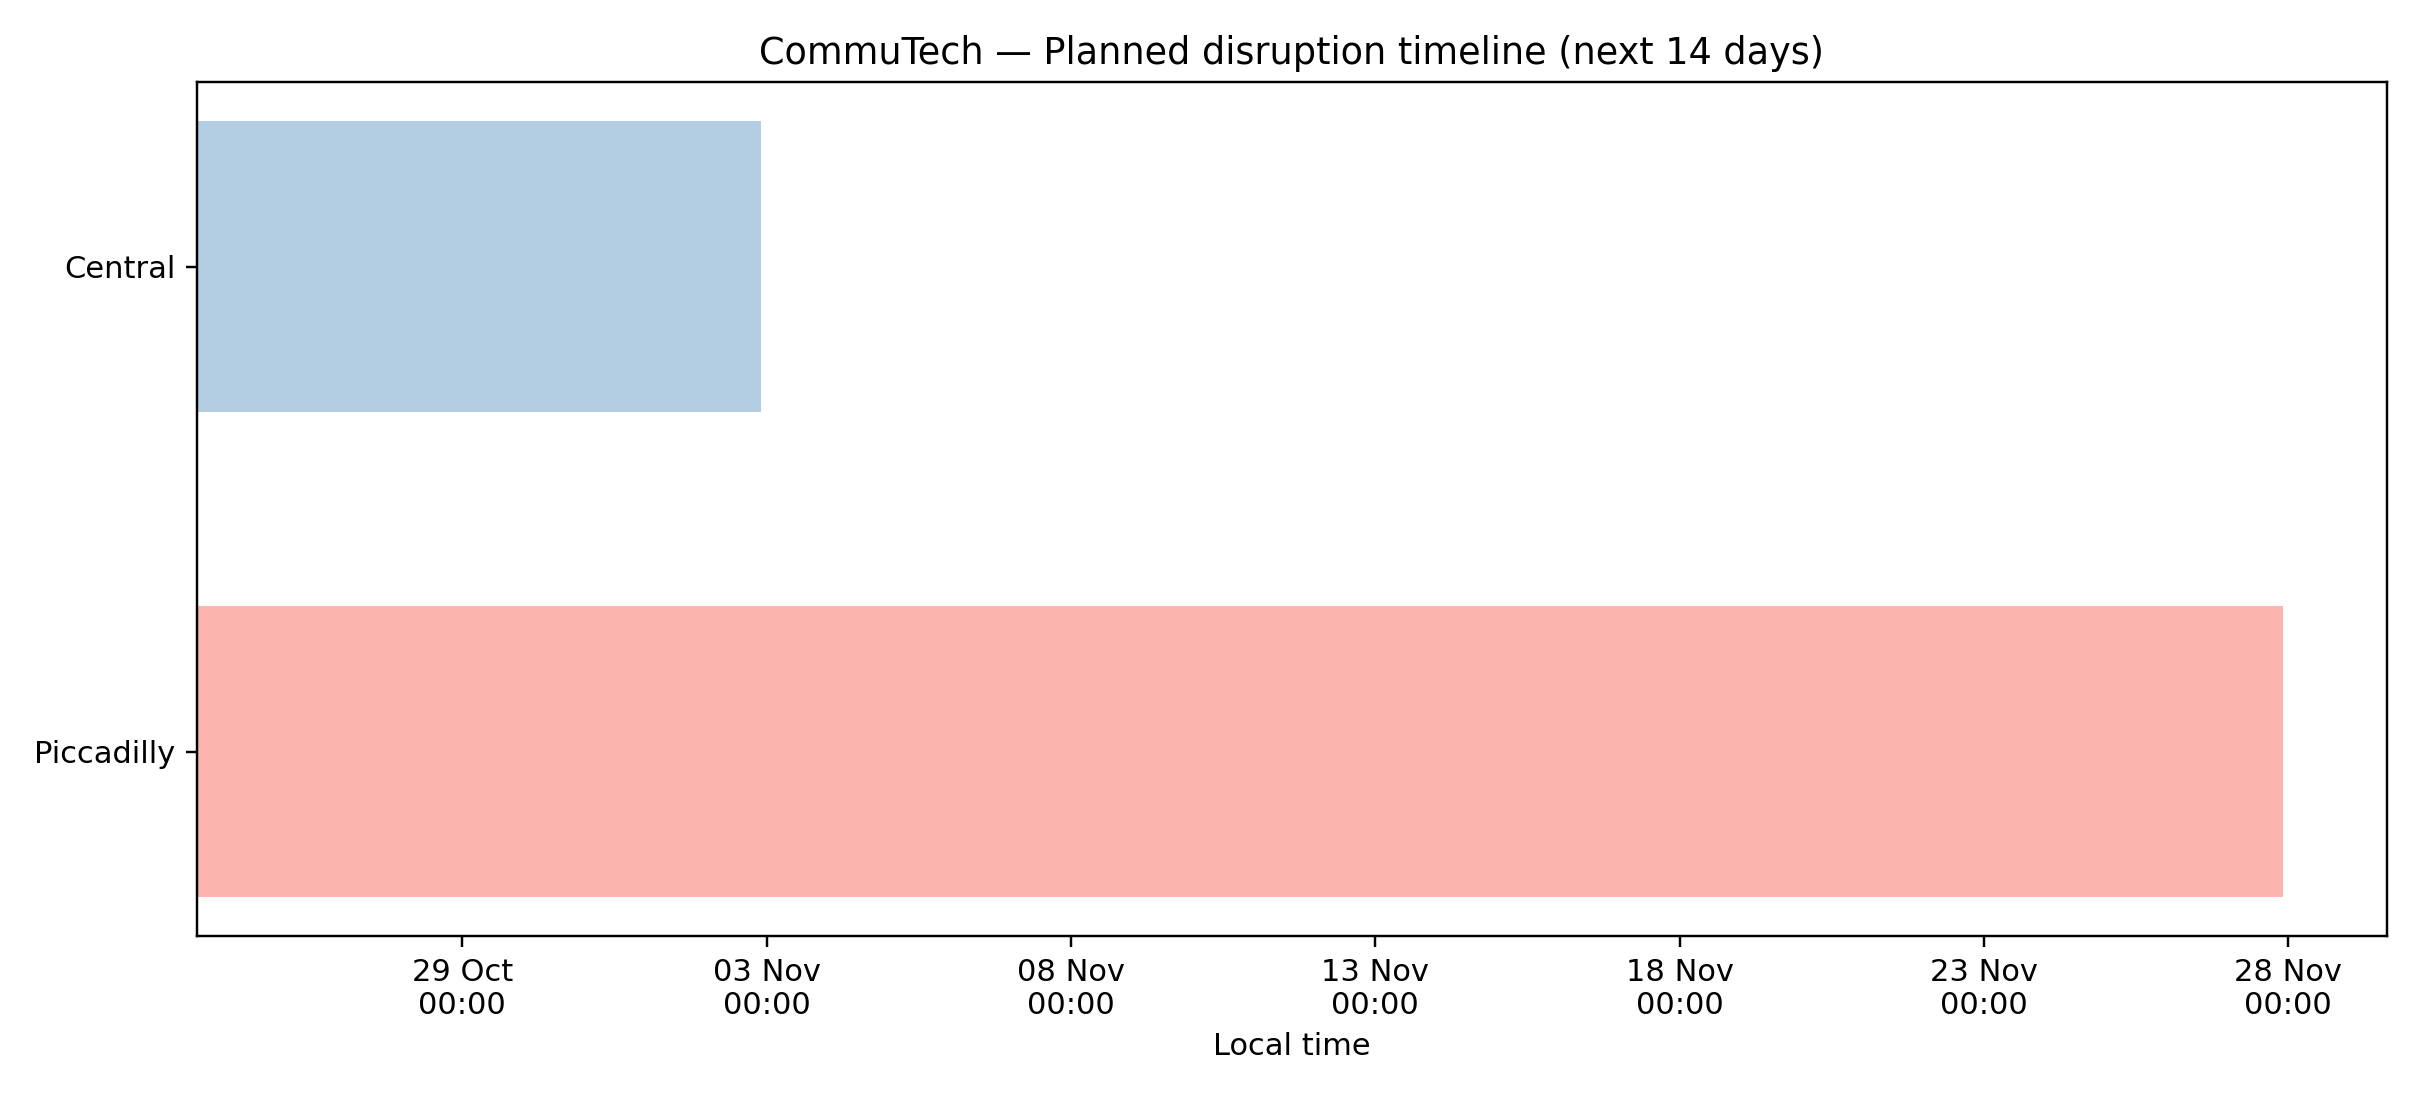 CommuTech — Planned disruption timeline (next 14 days)
Central
Piccadilly
29 Oct 03 Nov 08 Nov 13 Nov 18 Nov 23 Nov 28 Nov
00:00 00:00 00:00 00:00 00:00 00:00 00:00
Local time